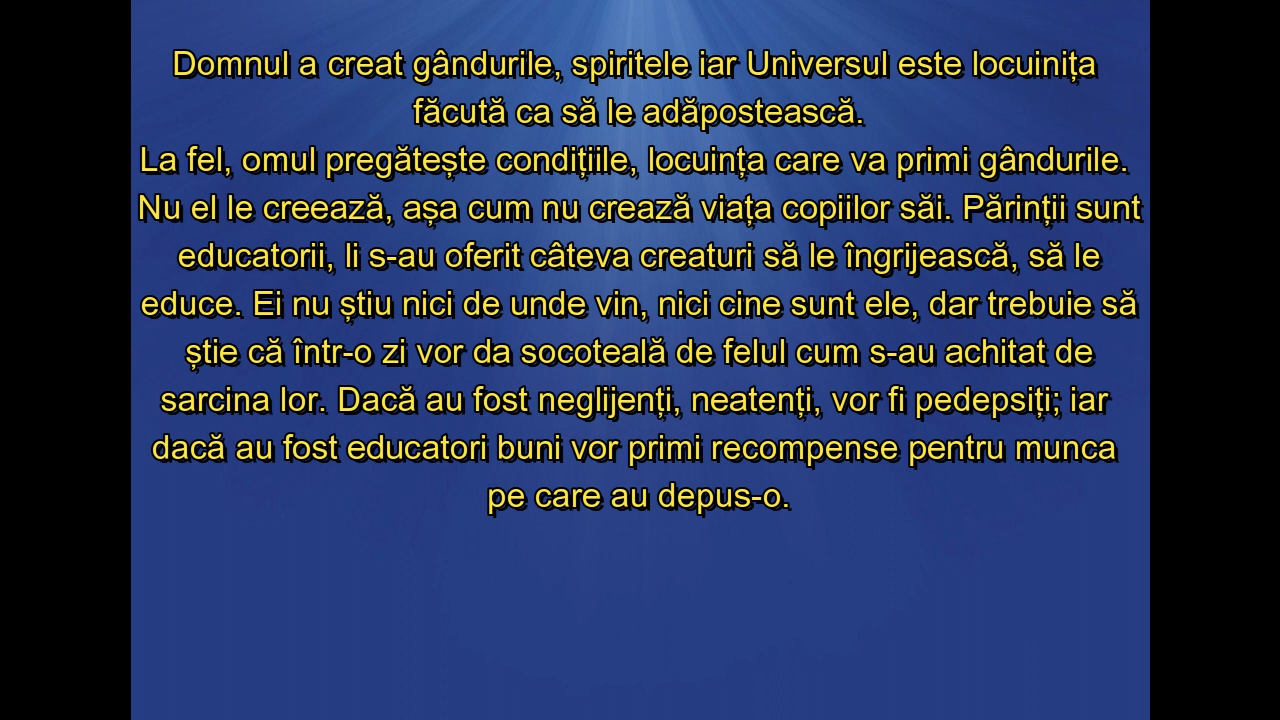 Domnul a creat gândurile, spiritele iar Universul este locuinița
făcută ca să le adăpostească.
La fel, omul pregătește condițiile, locuința care va primi gândurile.
Nu el le creează, așa cum nu crează viața copiilor săi. Părinții sunt
educatorii, li s-au oferit câteva creaturi să le îngrijească, să le
educe. Ei nu știu nici de unde vin, nici cine sunt ele, dar trebuie să
știe că într-o zi vor da socoteală de felul cum s-au achitat de
sarcina lor. Dacă au fost neglijenți, neatenți, vor fi pedepsiți; iar
dacă au fost educatori buni vor primi recompense pentru munca
pe care au depus-o.